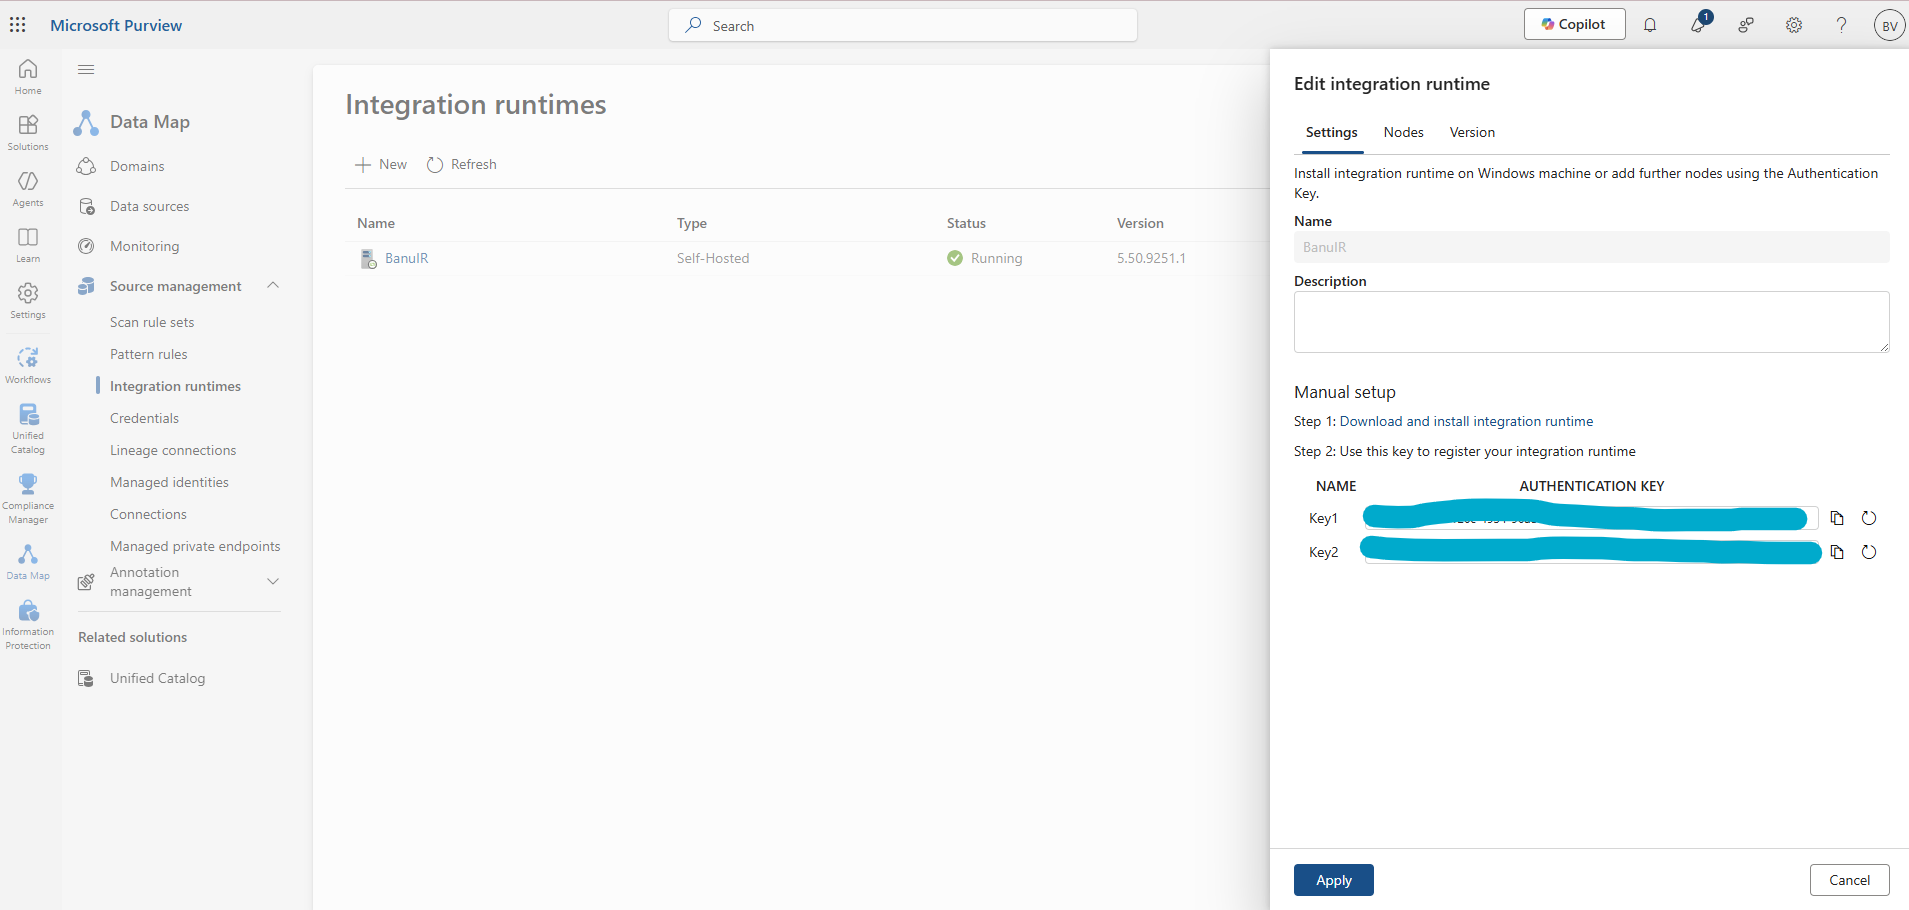 Microsoft Purview
Search
Copilot
1
BV
Home
Solutions
Agents
Learn
Settings
Workflows
Unified
Catalog
Compliance
Manager
Data Map
Information
Protection
Data Map
Domains
Data sources
Monitoring
Source management
Scan rule sets
Pattern rules
Integration runtimes
Credentials
Lineage connections
Managed identities
Connections
Managed private endpoints
Annotation
management
Related solutions
Unified Catalog
Integration runtimes
New Refresh
Name Type Status Version
BanuIR Self-Hosted Running 5.50.9251.1
Edit integration runtime
Settings Nodes Version
Install integration runtime on Windows machine or add further nodes using the Authentication
Key.
Name
BanuIR
Description
Manual setup
Step 1: Download and install integration runtime
Step 2: Use this key to register your integration runtime
NAME AUTHENTICATION KEY
Key1
Key2
Apply Cancel